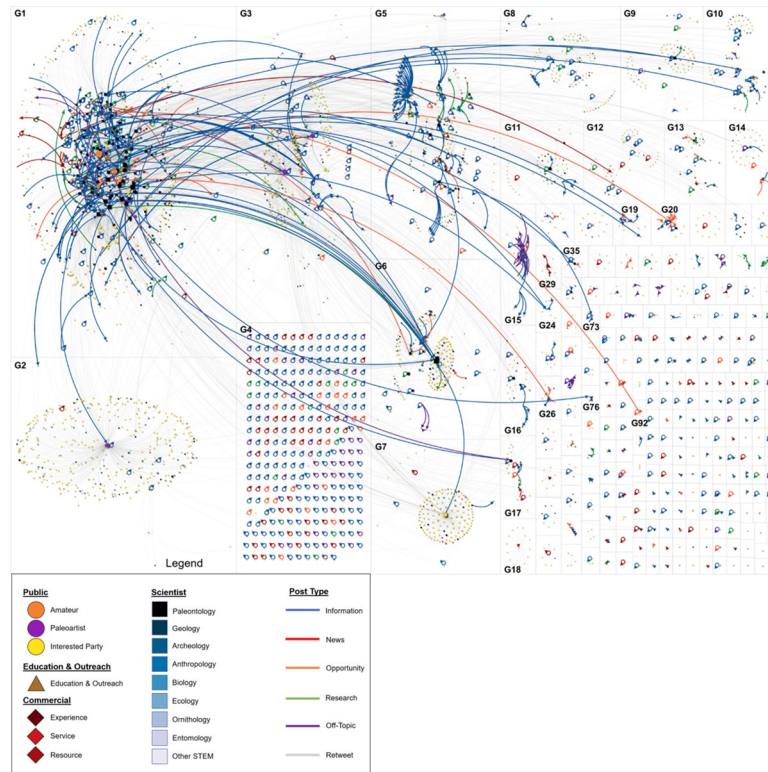 G1
G3
G5
G8
G9
G10
G11
G12
G13
G14
G19
G20
G35
G6
G29
G15
G24
G73
G4
G2
G26
G76
G92
G16
G7
G17
G18
Legend
Public
Amateur
Paleoartist
Interested Party
Education & Outreach
Education & Outreach
Commercial
Experience
Service
Resource
Scientist
Paleontology
Geology
Archeology
Anthropology
Biology
Ecology
Ornithology
Entomology
Other STEM
Post Type
Information
News
Opportunity
Research
Off-Topic
Retweet